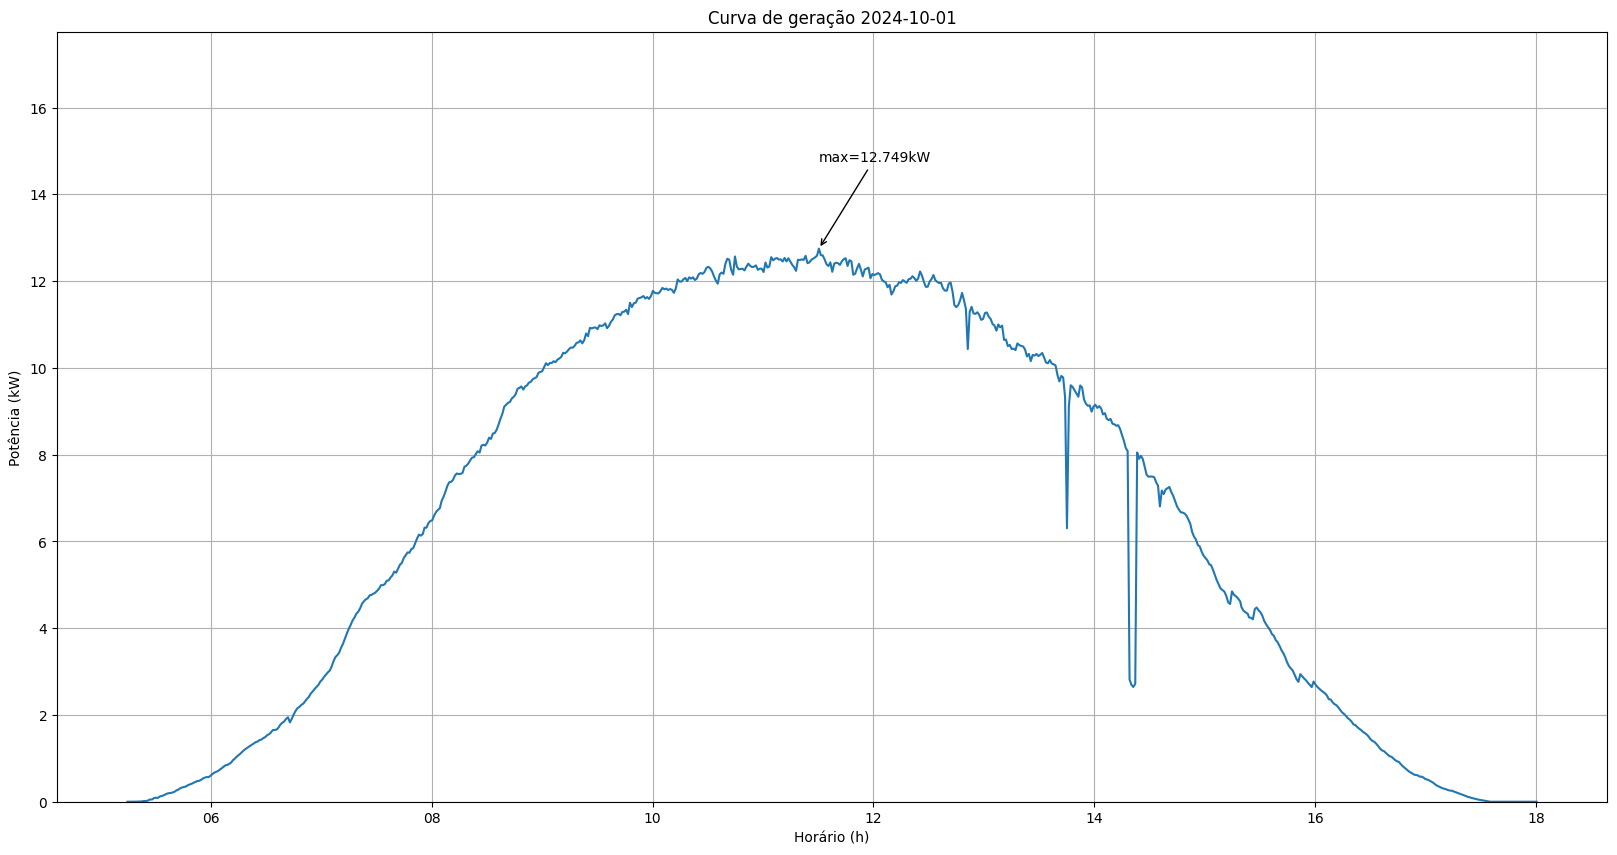 Curva de geração 2024-10-01
Potência (kW)
16
14
12
10
8
6
4
2
0
max=12.749kW
06 08 10 12 14 16 18
Horário (h)